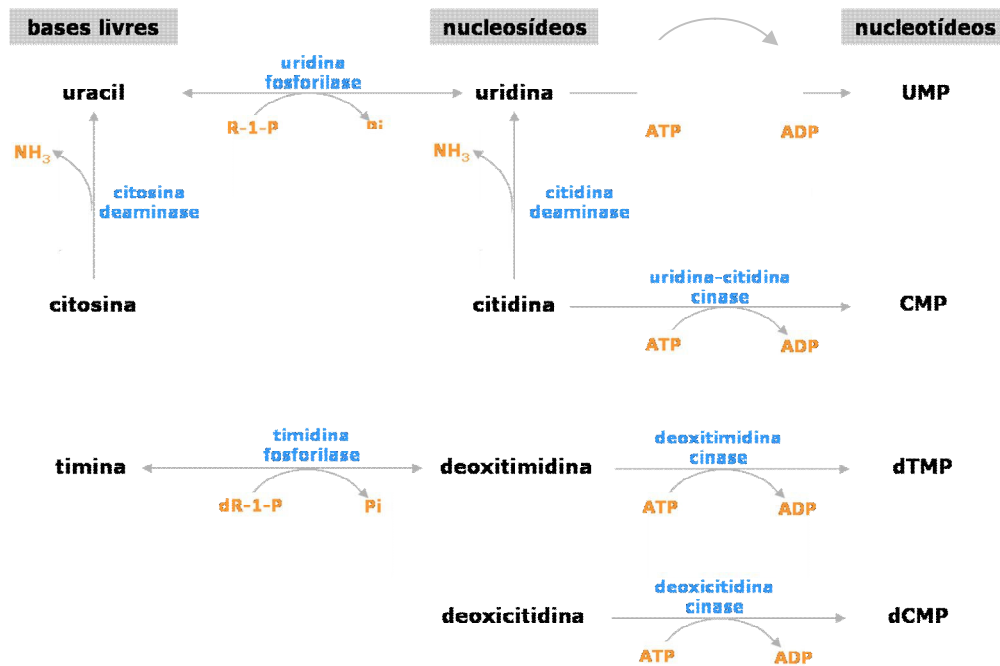 bases livres
nucleosídeos
nucleotídeos
uridina
fosforilase
uracil
uridina
UMP
R-1-P
ATP
ADP
NH3
NH3
citosina
deaminase
citidina
deaminase
uridina-citidina
cinase
citosina
citidina
CMP
ATP
ADP
timidina
fosforilase
deoxitimidina
cinase
timina
deoxitimidina
dTMP
dR-1-P
Pi
ATP
ADP
deoxicitidina
cinase
deoxicitidina
dCMP
ATP
ADP